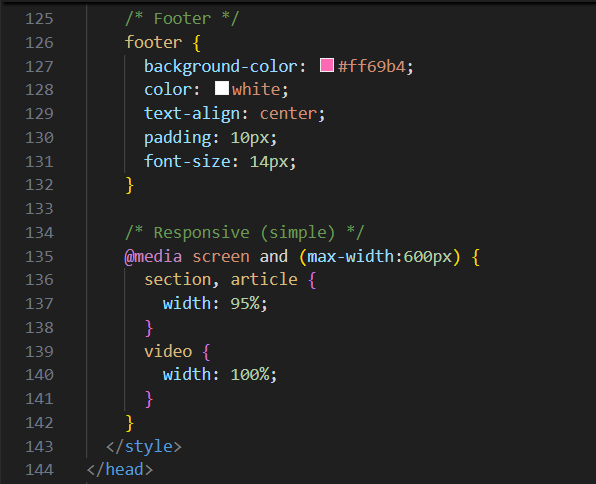 125 /* Footer */
126 footer {
127 background-color: #ff69b4;
128 color: white;
129 text-align: center;
130 padding: 10px;
131 font-size: 14px;
132 }
133
134 /* Responsive (simple) */
135 @media screen and (max-width:600px) {
136 section, article {
137 width: 95%;
138 }
139 video {
140 width: 100%;
141 }
142 }
143 </style>
144 </head>